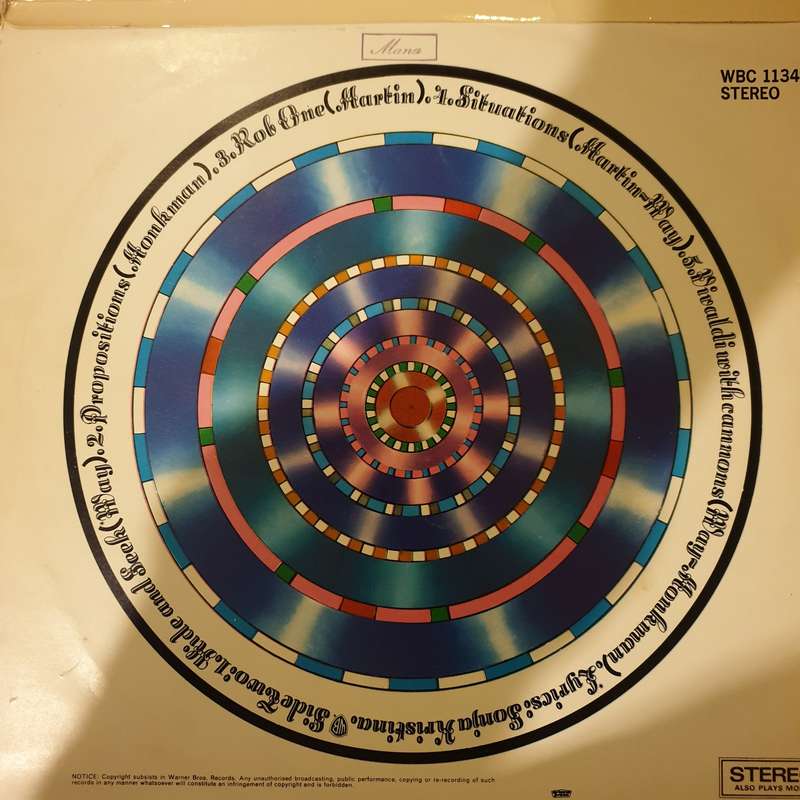 Mana
WBC 1134
STEREO
Side Two: 1. Hide and Seek (Way). 2. Propositions (Monkman). 3. Rob One (Martin). 4. Situations (Martin-Way). 5. Vivaldi with cannons (Way-Monkman). Lyrics: Sonja Kristina.
NOTICE: Copyright subsists in Warner Bros. Records. Any unauthorised broadcasting, public performance, copying or re-recording of such
records in any manner whatsoever will constitute an infringement of copyright and is forbidden.
STERE
ALSO PLAYS MO